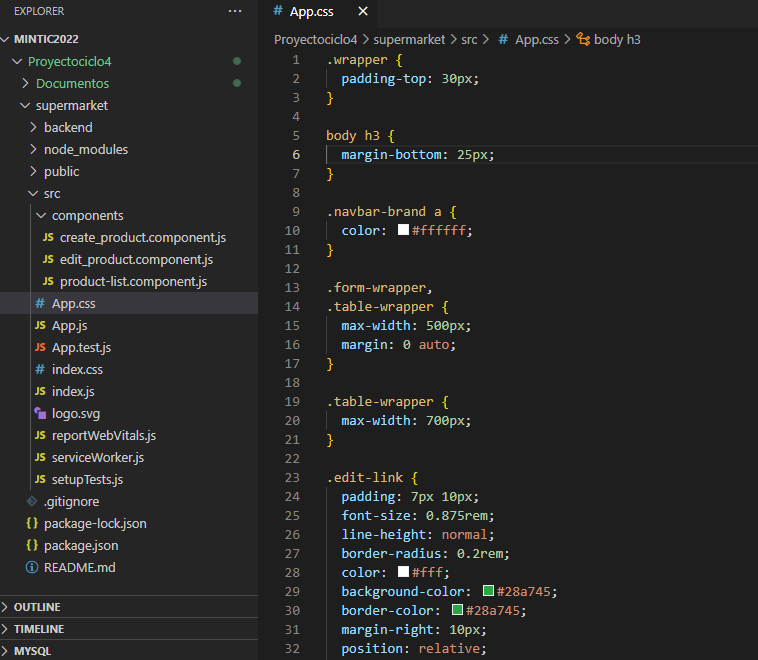 EXPLORER
MINTIC2022
Proyectociclo4
Documentos
supermarket
backend
node_modules
public
src
components
JS create_product.component.js
JS edit_product.component.js
JS product-list.component.js
# App.css
JS App.js
JS App.test.js
# index.css
JS index.js
logo.svg
JS reportWebVitals.js
JS serviceWorker.js
JS setupTests.js
.gitignore
{} package-lock.json
{} package.json
README.md
OUTLINE
TIMELINE
MYSQL
# App.css
Proyectociclo4 > supermarket > src > # App.css > body h3
1 .wrapper {
2   padding-top: 30px;
3 }
4
5 body h3 {
6   margin-bottom: 25px;
7 }
8
9 .navbar-brand a {
10   color: #ffffff;
11 }
12
13 .form-wrapper,
14 .table-wrapper {
15   max-width: 500px;
16   margin: 0 auto;
17 }
18
19 .table-wrapper {
20   max-width: 700px;
21 }
22
23 .edit-link {
24   padding: 7px 10px;
25   font-size: 0.875rem;
26   line-height: normal;
27   border-radius: 0.2rem;
28   color: #fff;
29   background-color: #28a745;
30   border-color: #28a745;
31   margin-right: 10px;
32   position: relative;